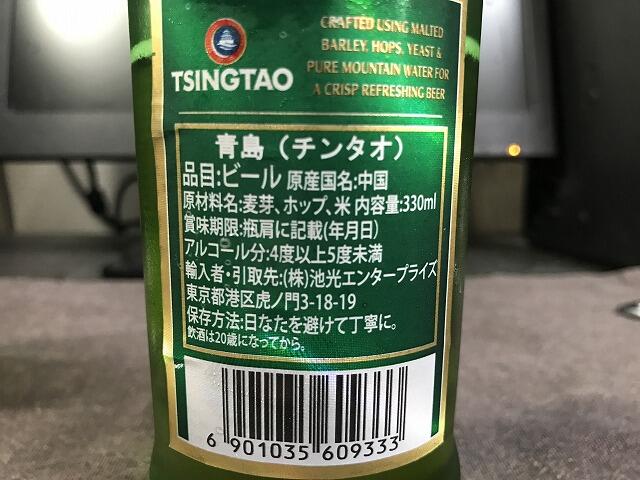 CRAFTED USING MALTED
BARLEY, HOPS, YEAST &
PURE MOUNTAIN WATER FOR
A CRISP REFRESHING BEER
TSINGTAO
青島(チンタオ)
品目:ビール 原産国名:中国
原材料名:麦芽、ホップ、米 内容量:330ml
賞味期限:瓶肩に記載(年月日)
アルコール分:4度以上5度未満
輸入者・引取先:(株)池光エンタープライズ
東京都港区虎ノ門3-18-19
保存方法:日なたを避けて丁寧に。
飲酒は20歳になってから。
6 901035 609333